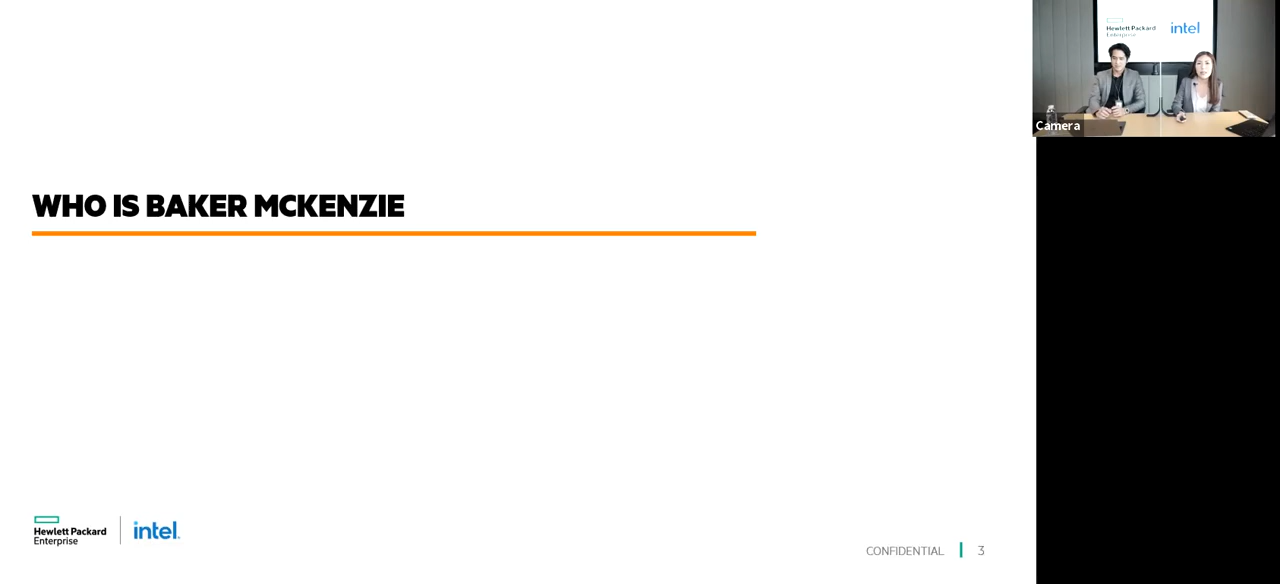 Hewlett Packard
Enterprise
intel
Camera
WHO IS BAKER MCKENZIE
Hewlett Packard
Enterprise
intel.
CONFIDENTIAL
3